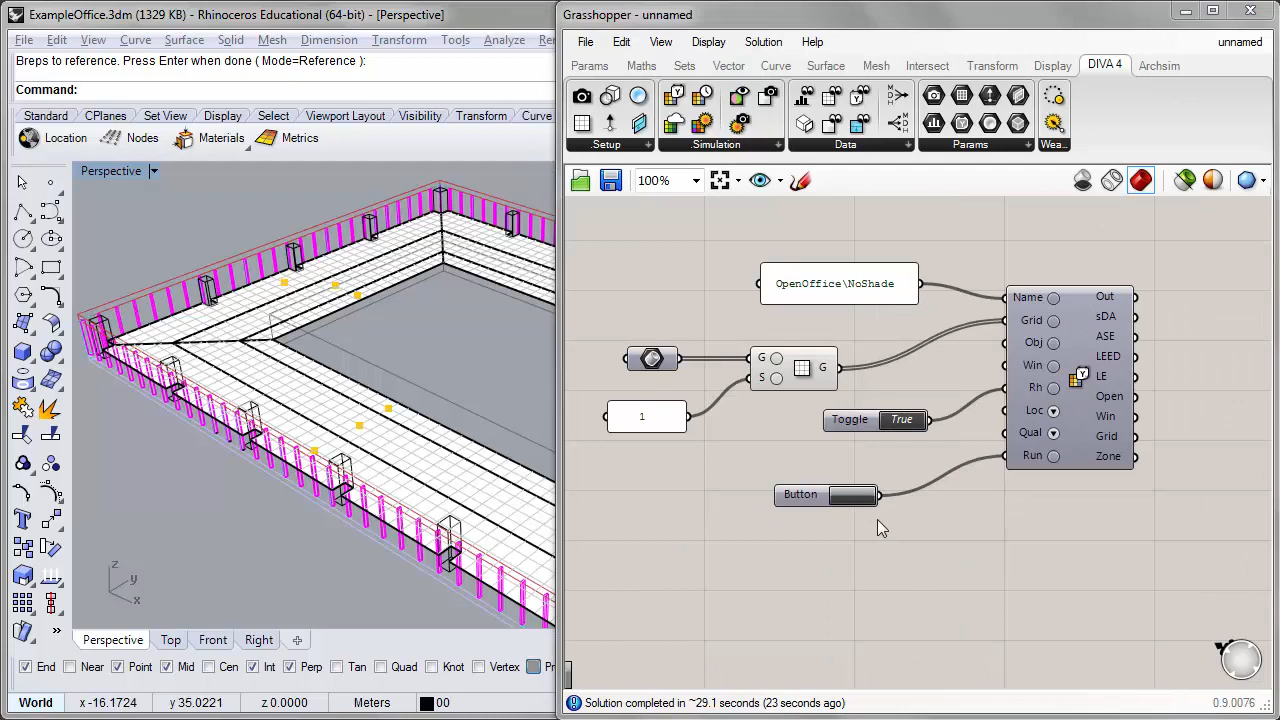 ExampleOffice.3dm (1329 KB) - Rhinoceros Educational (64-bit) - [Perspective]
File Edit View Curve Surface Solid Mesh Dimension Transform Tools Analyze Re
Breps to reference. Press Enter when done ( Mode=Reference ):
Command:
Standard CPlanes Set View Display Select Viewport Layout Visibility Transform Curve
Location Nodes Materials Metrics
Perspective
z
y
x
Perspective Top Front Right
End Near Point Mid Cen Int Perp Tan Quad Knot Vertex Pr
World x -16.1724 y 35.0221 z 0.0000 Meters 00
Grasshopper - unnamed
File Edit View Display Solution Help unnamed
Params Maths Sets Vector Curve Surface Mesh Intersect Transform Display DIVA 4 Archsim
.Setup .Simulation Data Params Wea...
100%
OpenOffice\NoShade
G
S
G
1
Toggle True
Button
Name
Grid
Obj
Win
Rh
Loc
Qual
Run
Out
sDA
ASE
LEED
LE
Open
Win
Grid
Zone
Solution completed in ~29.1 seconds (23 seconds ago) 0.9.0076